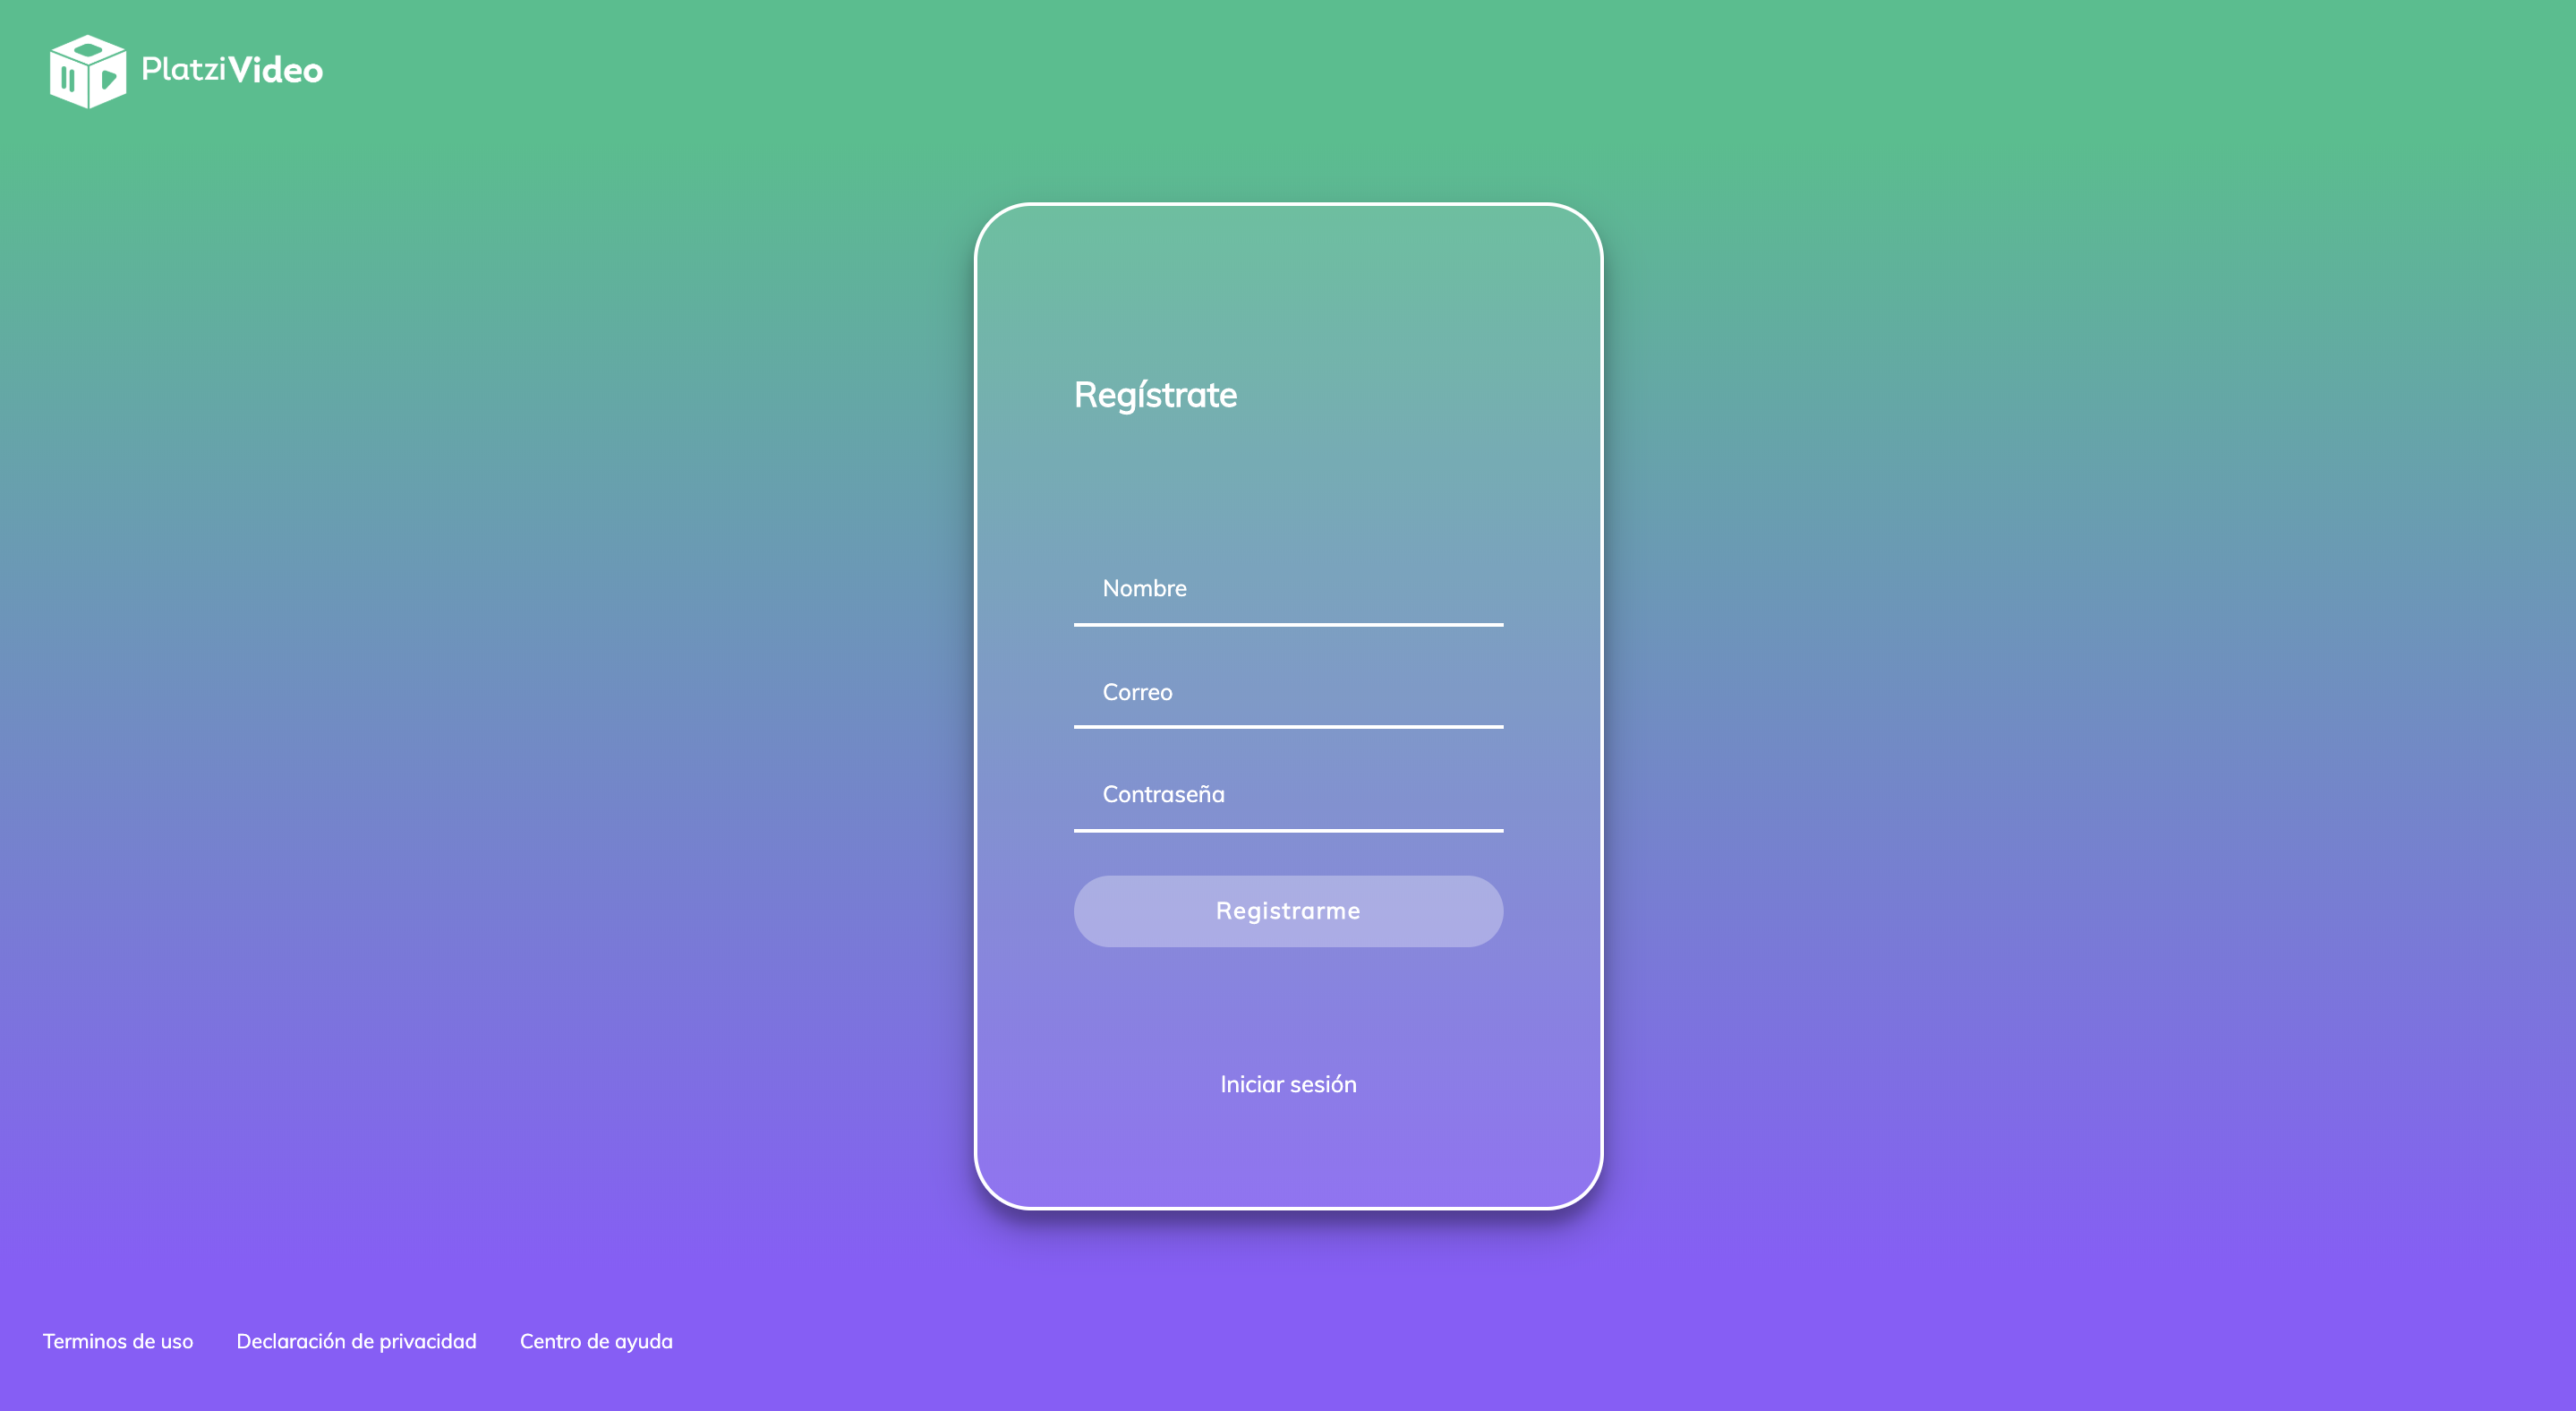 PlatziVideo
Regístrate
Nombre
Correo
Contraseña
Registrarme
Iniciar sesión
Terminos de uso Declaración de privacidad Centro de ayuda